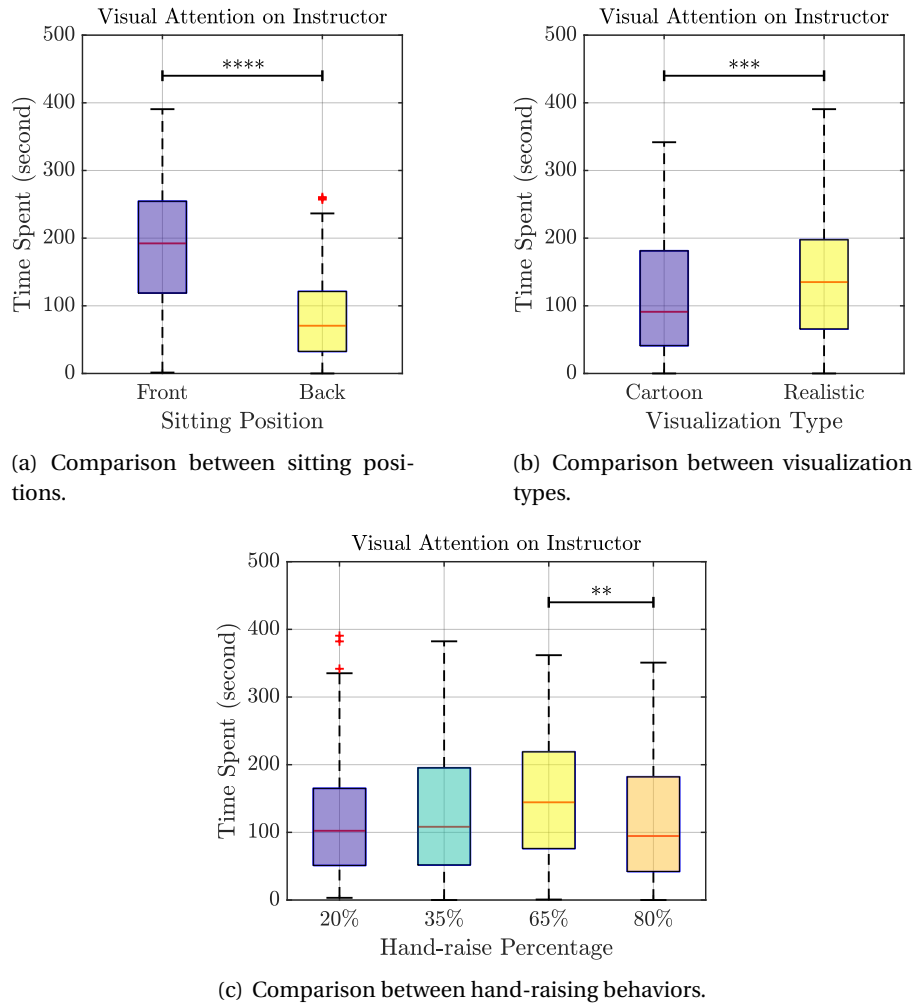 Visual Attention on Instructor
500
400
300
200
100
0
Time Spent (second)
****
Front Back
Sitting Position
(a) Comparison between sitting posi-
tions.
Visual Attention on Instructor
500
400
300
200
100
0
Time Spent (second)
***
Cartoon Realistic
Visualization Type
(b) Comparison between visualization
types.
Visual Attention on Instructor
500
400
300
200
100
0
Time Spent (second)
**
20% 35% 65% 80%
Hand-raise Percentage
(c) Comparison between hand-raising behaviors.